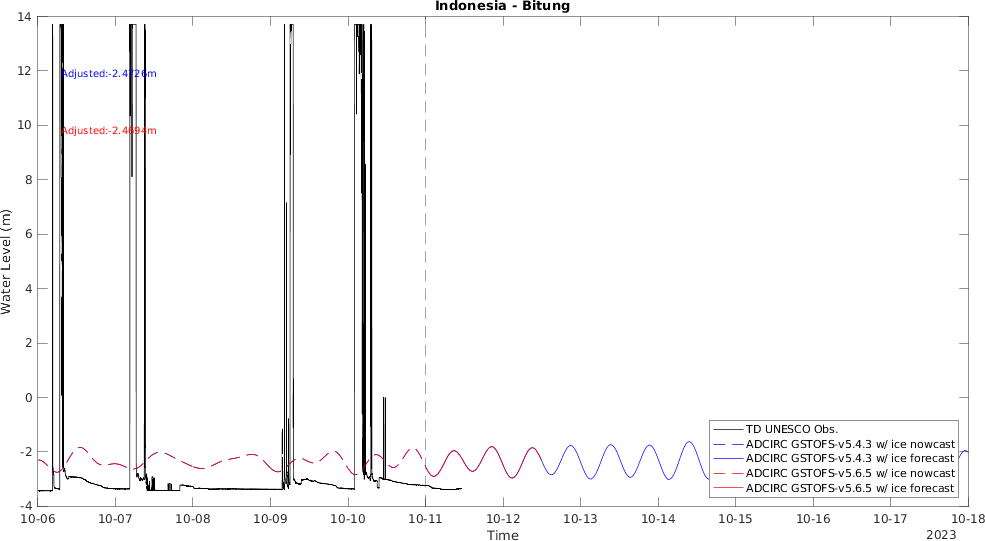 Indonesia - Bitung
Water Level (m)
14
12
10
8
6
4
2
0
-2
-4
Adjusted:-2.4726m
Adjusted:-2.4694m
TD UNESCO Obs.
ADCIRC GSTOFS-v5.4.3 w/ ice nowcast
ADCIRC GSTOFS-v5.4.3 w/ ice forecast
ADCIRC GSTOFS-v5.6.5 w/ ice nowcast
ADCIRC GSTOFS-v5.6.5 w/ ice forecast
10-06 10-07 10-08 10-09 10-10 10-11 10-12 10-13 10-14 10-15 10-16 10-17 10-18
Time
2023